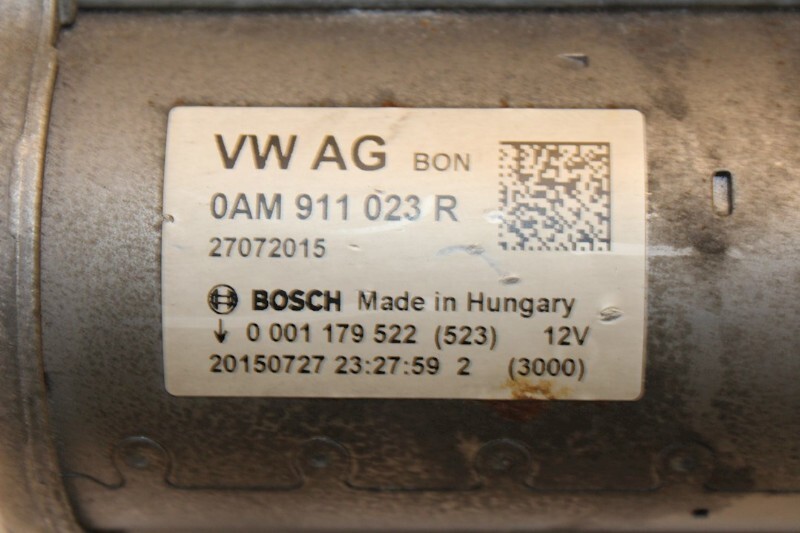 VW AG BON
0AM 911 023 R
27072015
BOSCH Made in Hungary
↓ 0 001 179 522 (523) 12V
20150727 23:27:59 2 (3000)